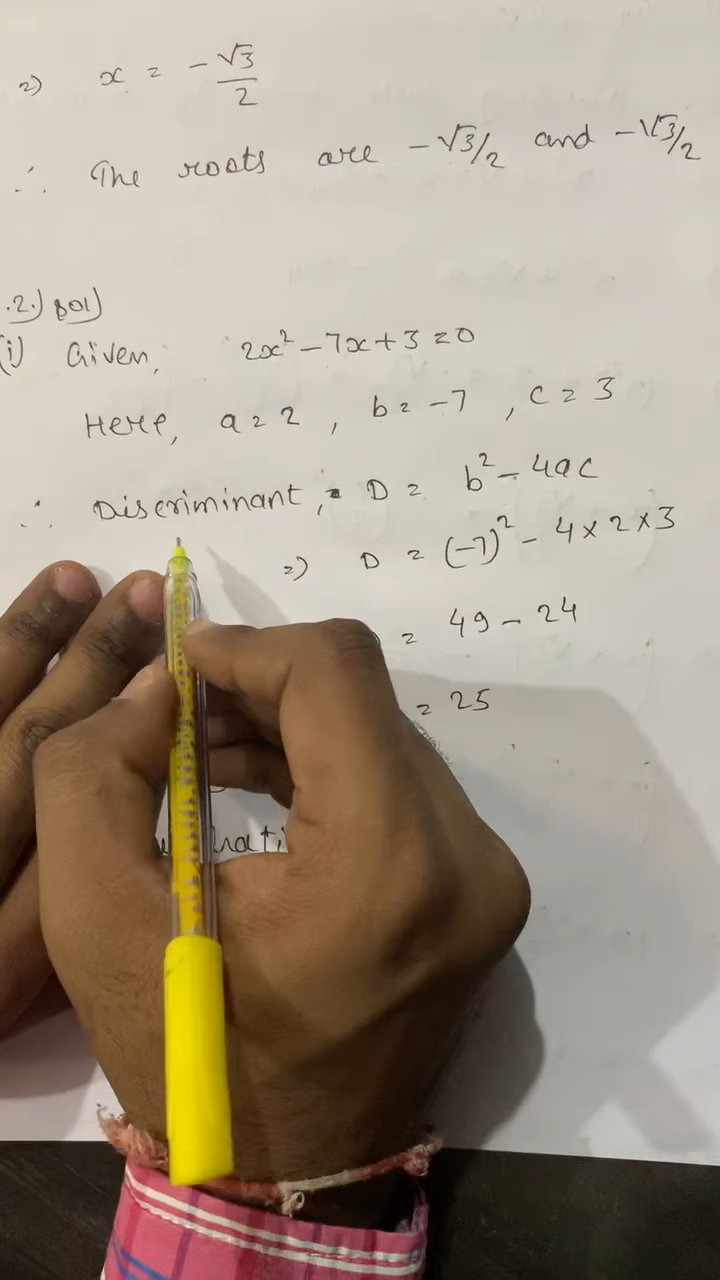 2) x = -√3/2
∴ The roots are -√3/2 and -√3/2
.2.) Sol)
(i) Given, 2x² - 7x + 3 = 0
Here, a = 2 , b = -7 , c = 3
∴ Discriminant, D = b² - 4ac
=) D = (-7)² - 4 × 2 × 3
= 49 - 24
= 25